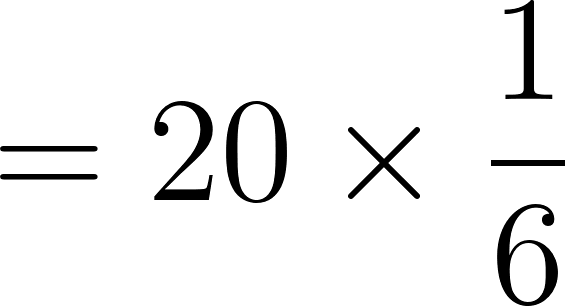 = 20 × 1/6